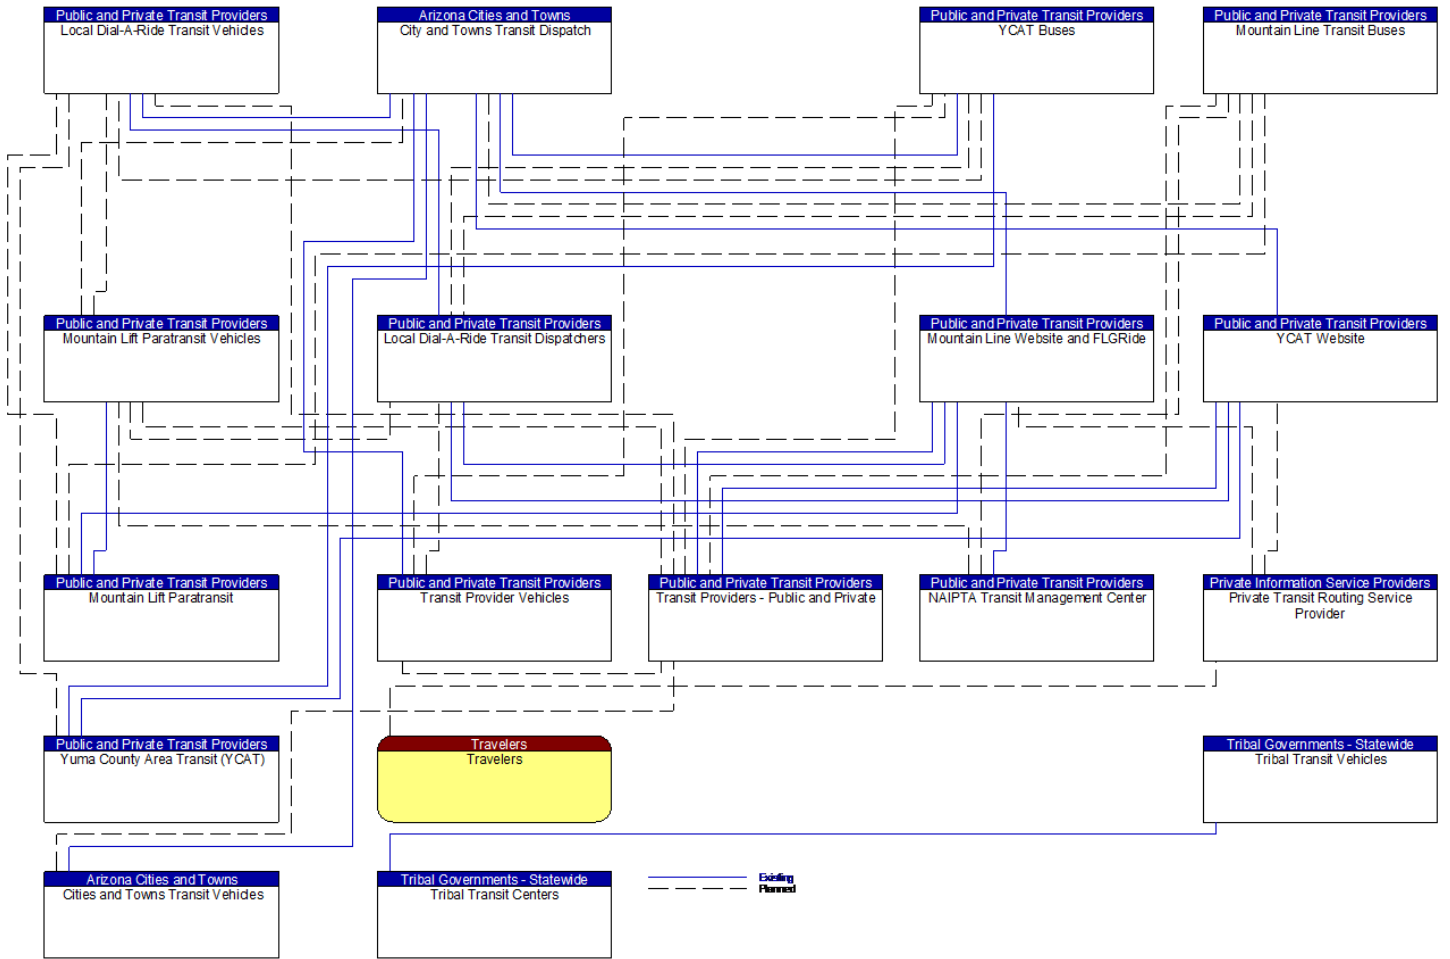 Public and Private Transit Providers
Local Dial-A-Ride Transit Vehicles
Arizona Cities and Towns
City and Towns Transit Dispatch
Public and Private Transit Providers
YCAT Buses
Public and Private Transit Providers
Mountain Line Transit Buses
Public and Private Transit Providers
Mountain Lift Paratransit Vehicles
Public and Private Transit Providers
Local Dial-A-Ride Transit Dispatchers
Public and Private Transit Providers
Mountain Line Website and FLGRide
Public and Private Transit Providers
YCAT Website
Public and Private Transit Providers
Mountain Lift Paratransit
Public and Private Transit Providers
Transit Provider Vehicles
Public and Private Transit Providers
Transit Providers - Public and Private
Public and Private Transit Providers
NAIPTA Transit Management Center
Private Information Service Providers
Private Transit Routing Service
Provider
Public and Private Transit Providers
Yuma County Area Transit (YCAT)
Travelers
Travelers
Tribal Governments - Statewide
Tribal Transit Vehicles
Arizona Cities and Towns
Cities and Towns Transit Vehicles
Tribal Governments - Statewide
Tribal Transit Centers
Existing
Planned